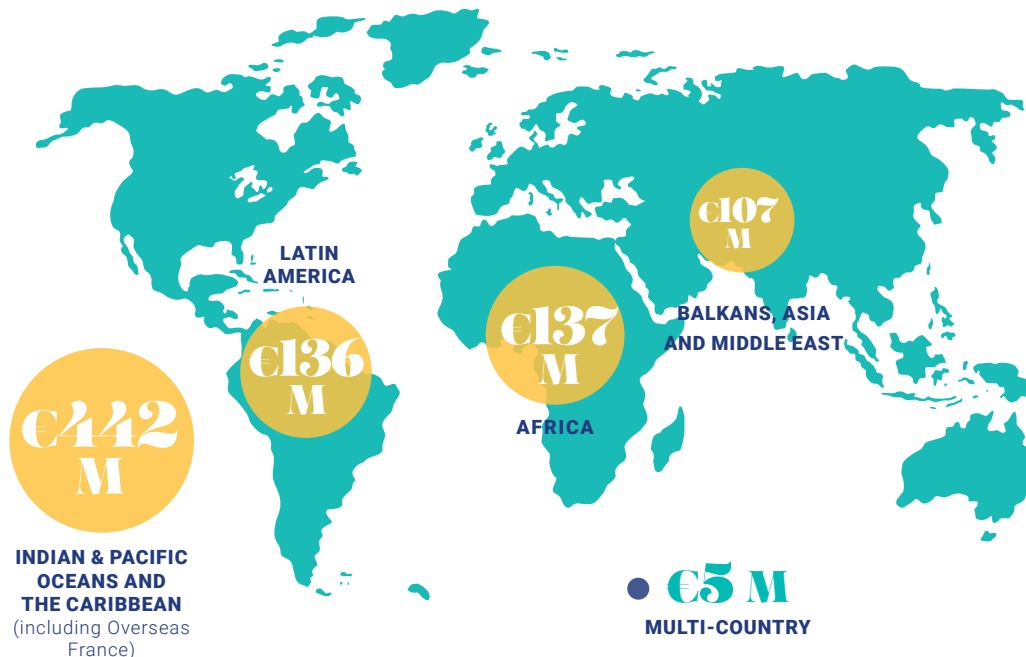 €107
M
LATIN
AMERICA
€137
M
BALKANS, ASIA
AND MIDDLE EAST
€136
M
AFRICA
€442
M
INDIAN & PACIFIC
OCEANS AND
THE CARIBBEAN
(including Overseas
France)
€5 M
MULTI-COUNTRY